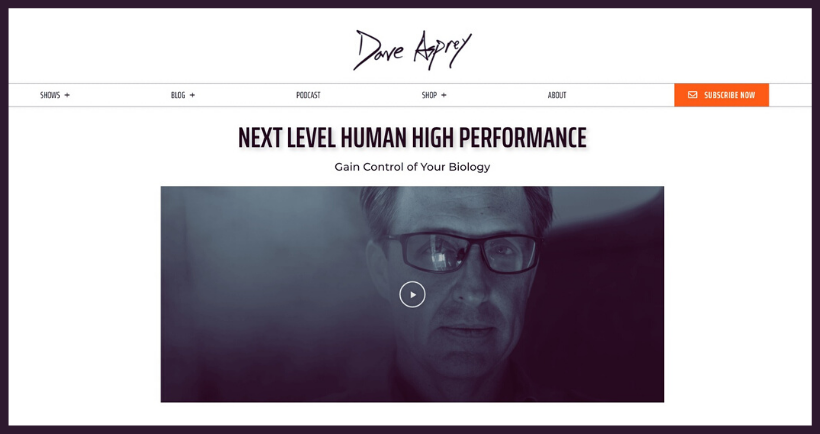 Dave Asprey
SHOWS +
BLOG +
PODCAST
SHOP +
ABOUT
SUBSCRIBE NOW
NEXT LEVEL HUMAN HIGH PERFORMANCE
Gain Control of Your Biology